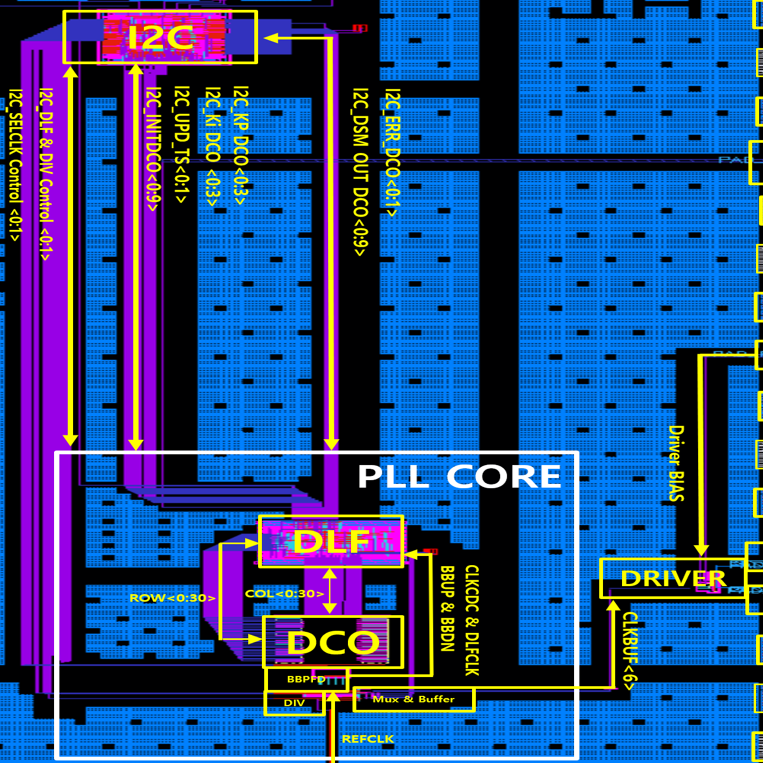 I2C
I2C_SELCLK Control <0:1>
I2C_DLF & DIV Control <0:1>
I2C_INITDCO<0:9>
I2C_UPD_TS<0:1>
I2C_Ki DCO <0:3>
I2C_KP DCO<0:3>
I2C_DSM OUT DCO<0:9>
I2C_ERR_DCO<0:1>
PAD_
PAD_
Driver BIAS
PLL CORE
DLF
ROW<0:30>
COL<0:30>
BBUP & BBDN
CLKCDC & DLFCLK
DRIVER
DCO
CLKBUF<6>
BBPFD
DIV
Mux & Buffer
REFCLK